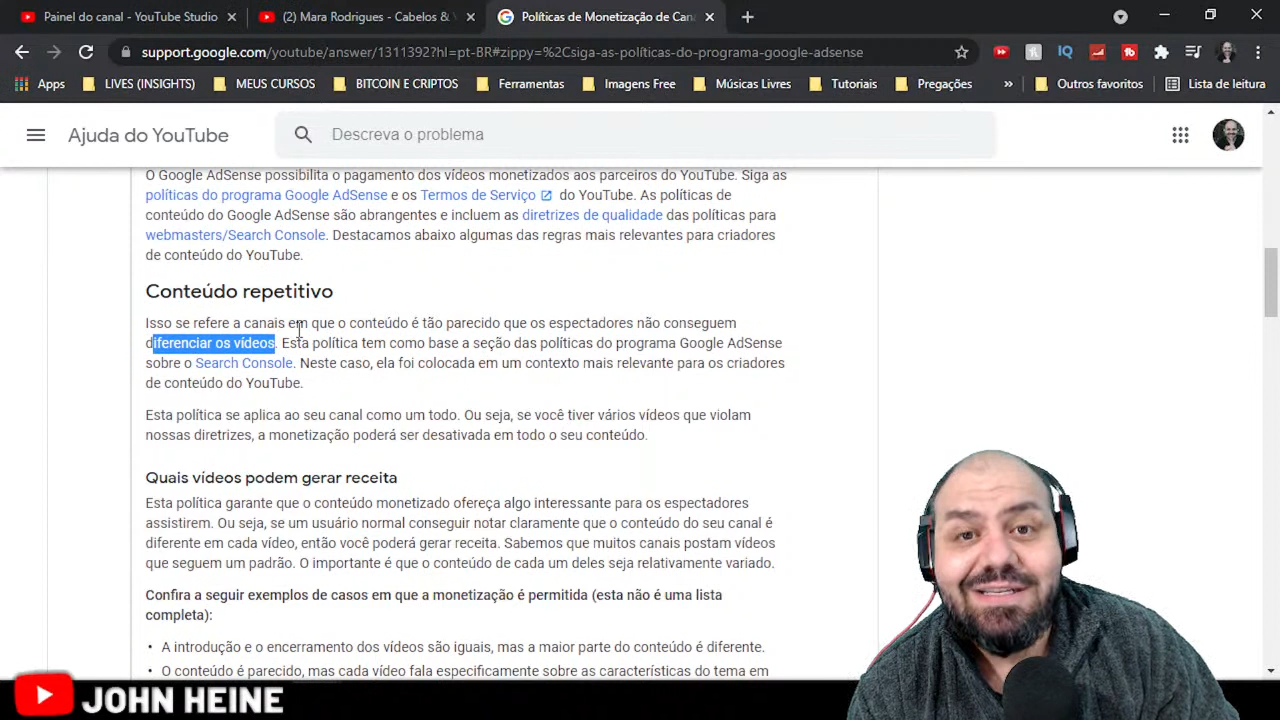 Painel do canal - YouTube Studio
(2) Mara Rodrigues - Cabelos &
Políticas de Monetização de Can
support.google.com/youtube/answer/1311392?hl=pt-BR#zippy=%2Csiga-as-políticas-do-programa-google-adsense
Apps
LIVES (INSIGHTS)
MEUS CURSOS
BITCOIN E CRIPTOS
Ferramentas
Imagens Free
Músicas Livres
Tutoriais
Pregações
»
Outros favoritos
Lista de leitura
Ajuda do YouTube
Descreva o problema
O Google AdSense possibilita o pagamento dos vídeos monetizados aos parceiros do YouTube. Siga as
políticas do programa Google AdSense e os Termos de Serviço do YouTube. As políticas de
conteúdo do Google AdSense são abrangentes e incluem as diretrizes de qualidade das políticas para
webmasters/Search Console. Destacamos abaixo algumas das regras mais relevantes para criadores
de conteúdo do YouTube.
Conteúdo repetitivo
Isso se refere a canais em que o conteúdo é tão parecido que os espectadores não conseguem
diferenciar os vídeos. Esta política tem como base a seção das políticas do programa Google AdSense
sobre o Search Console. Neste caso, ela foi colocada em um contexto mais relevante para os criadores
de conteúdo do YouTube.
Esta política se aplica ao seu canal como um todo. Ou seja, se você tiver vários vídeos que violam
nossas diretrizes, a monetização poderá ser desativada em todo o seu conteúdo.
Quais vídeos podem gerar receita
Esta política garante que o conteúdo monetizado ofereça algo interessante para os espectadores
assistirem. Ou seja, se um usuário normal conseguir notar claramente que o conteúdo do seu canal é
diferente em cada vídeo, então você poderá gerar receita. Sabemos que muitos canais postam vídeos
que seguem um padrão. O importante é que o conteúdo de cada um deles seja relativamente variado.
Confira a seguir exemplos de casos em que a monetização é permitida (esta não é uma lista
completa):
• A introdução e o encerramento dos vídeos são iguais, mas a maior parte do conteúdo é diferente.
• O conteúdo é parecido, mas cada vídeo fala especificamente sobre as características do tema em
JOHN HEINE